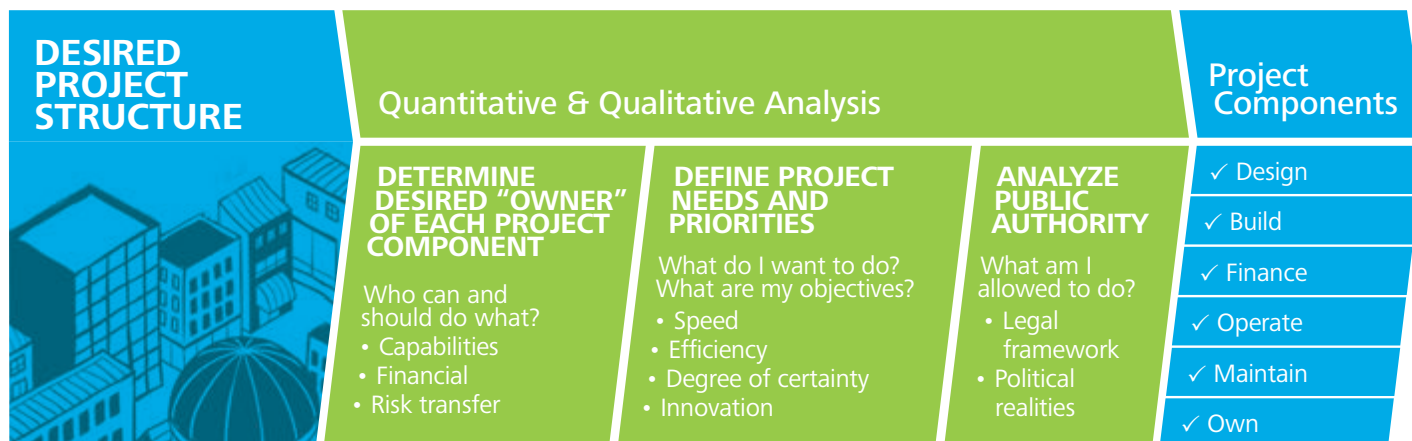 DESIRED
PROJECT
STRUCTURE
Quantitative & Qualitative Analysis
DETERMINE
DESIRED “OWNER”
OF EACH PROJECT
COMPONENT
Who can and
should do what?
• Capabilities
• Financial
• Risk transfer
DEFINE PROJECT
NEEDS AND
PRIORITIES
What do I want to do?
What are my objectives?
• Speed
• Efficiency
• Degree of certainty
• Innovation
ANALYZE
PUBLIC
AUTHORITY
What am I
allowed to do?
• Legal
framework
• Political
realities
Project
Components
✓ Design
✓ Build
✓ Finance
✓ Operate
✓ Maintain
✓ Own